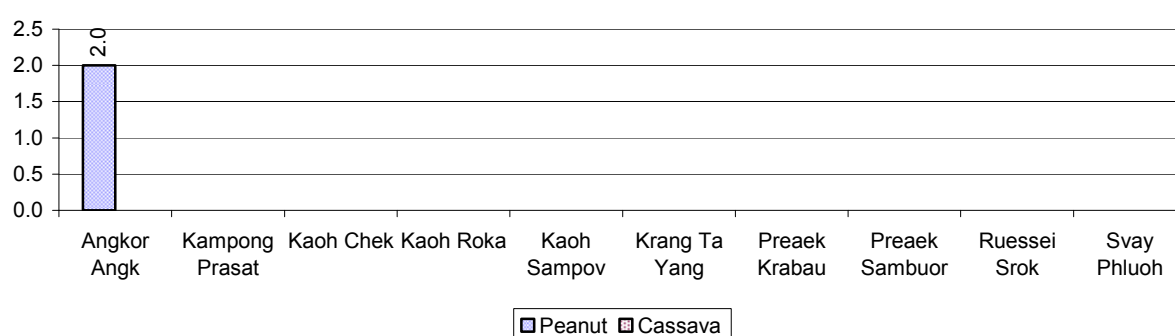 2.5
2.0
1.5
1.0
0.5
0.0
2.0
Angkor Angk
Kampong Prasat
Kaoh Chek
Kaoh Roka
Kaoh Sampov
Krang Ta Yang
Preaek Krabau
Preaek Sambuor
Ruessei Srok
Svay Phluoh
Peanut Cassava